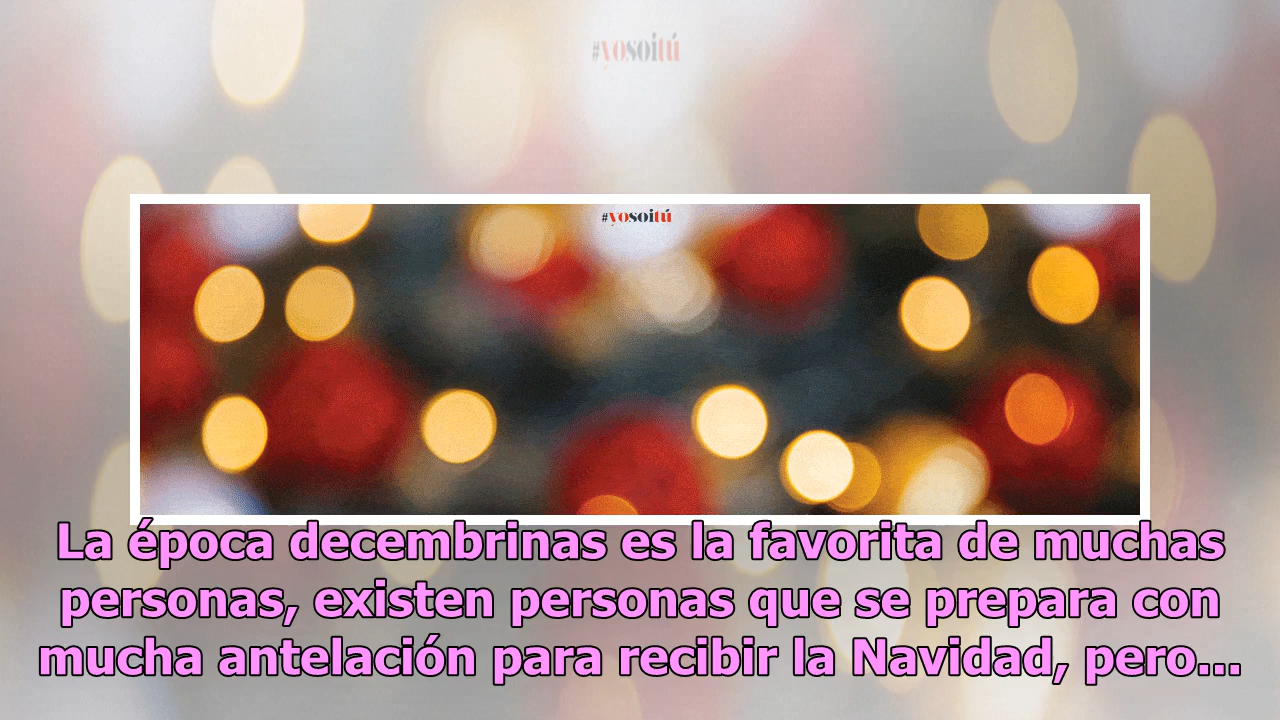 #yosoitú
#yosoitú
La época decembrinas es la favorita de muchas
personas, existen personas que se prepara con
mucha antelación para recibir la Navidad, pero...